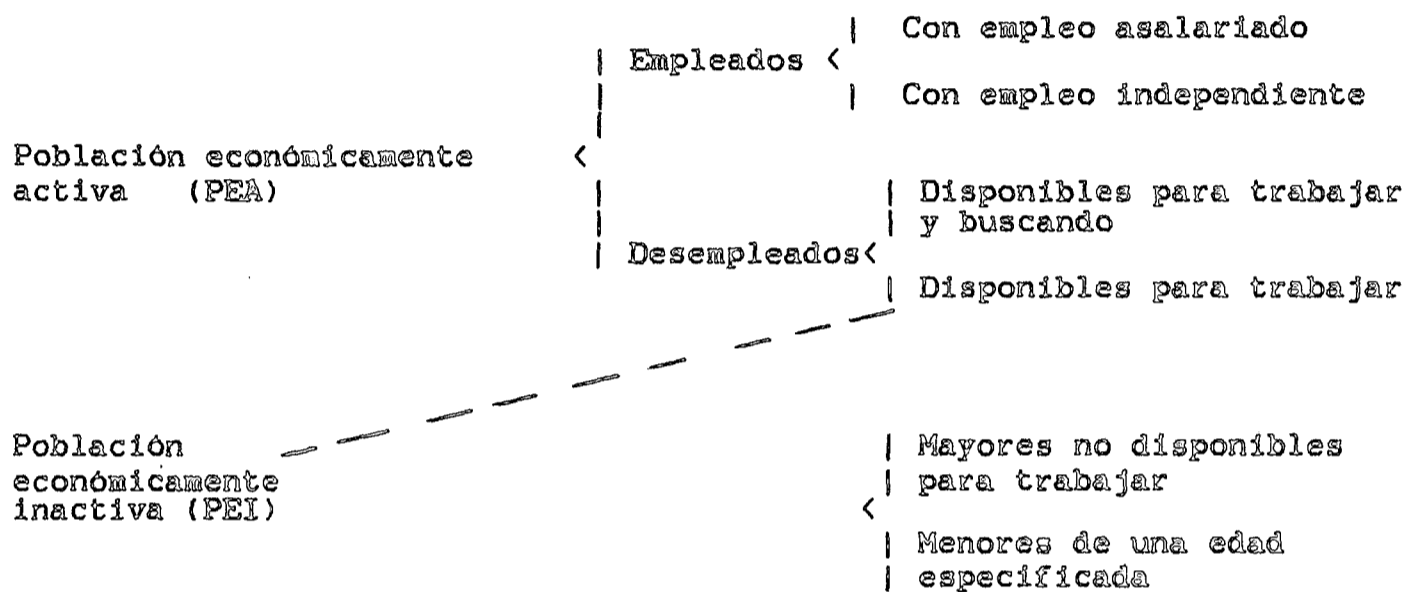 Con empleo asalariado
Empleados
Con empleo independiente
Población económicamente
activa (PEA)
Disponibles para trabajar
y buscando
Desempleados
Disponibles para trabajar
Población
económicamente
inactiva (PEI)
Mayores no disponibles
para trabajar
Menores de una edad
especificada